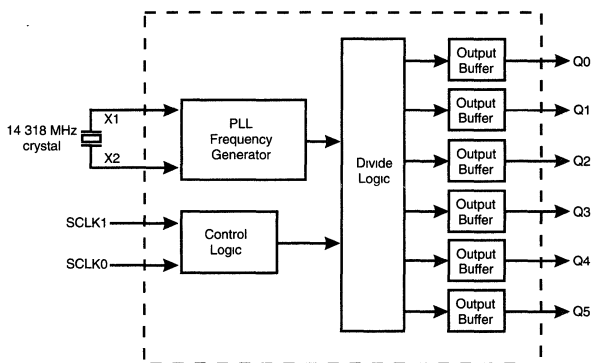 14 318 MHz
crystal
X1
X2
PLL
Frequency
Generator
SCLK1
SCLK0
Control
Logic
Divide
Logic
Output
Buffer
Q0
Output
Buffer
Q1
Output
Buffer
Q2
Output
Buffer
Q3
Output
Buffer
Q4
Output
Buffer
Q5